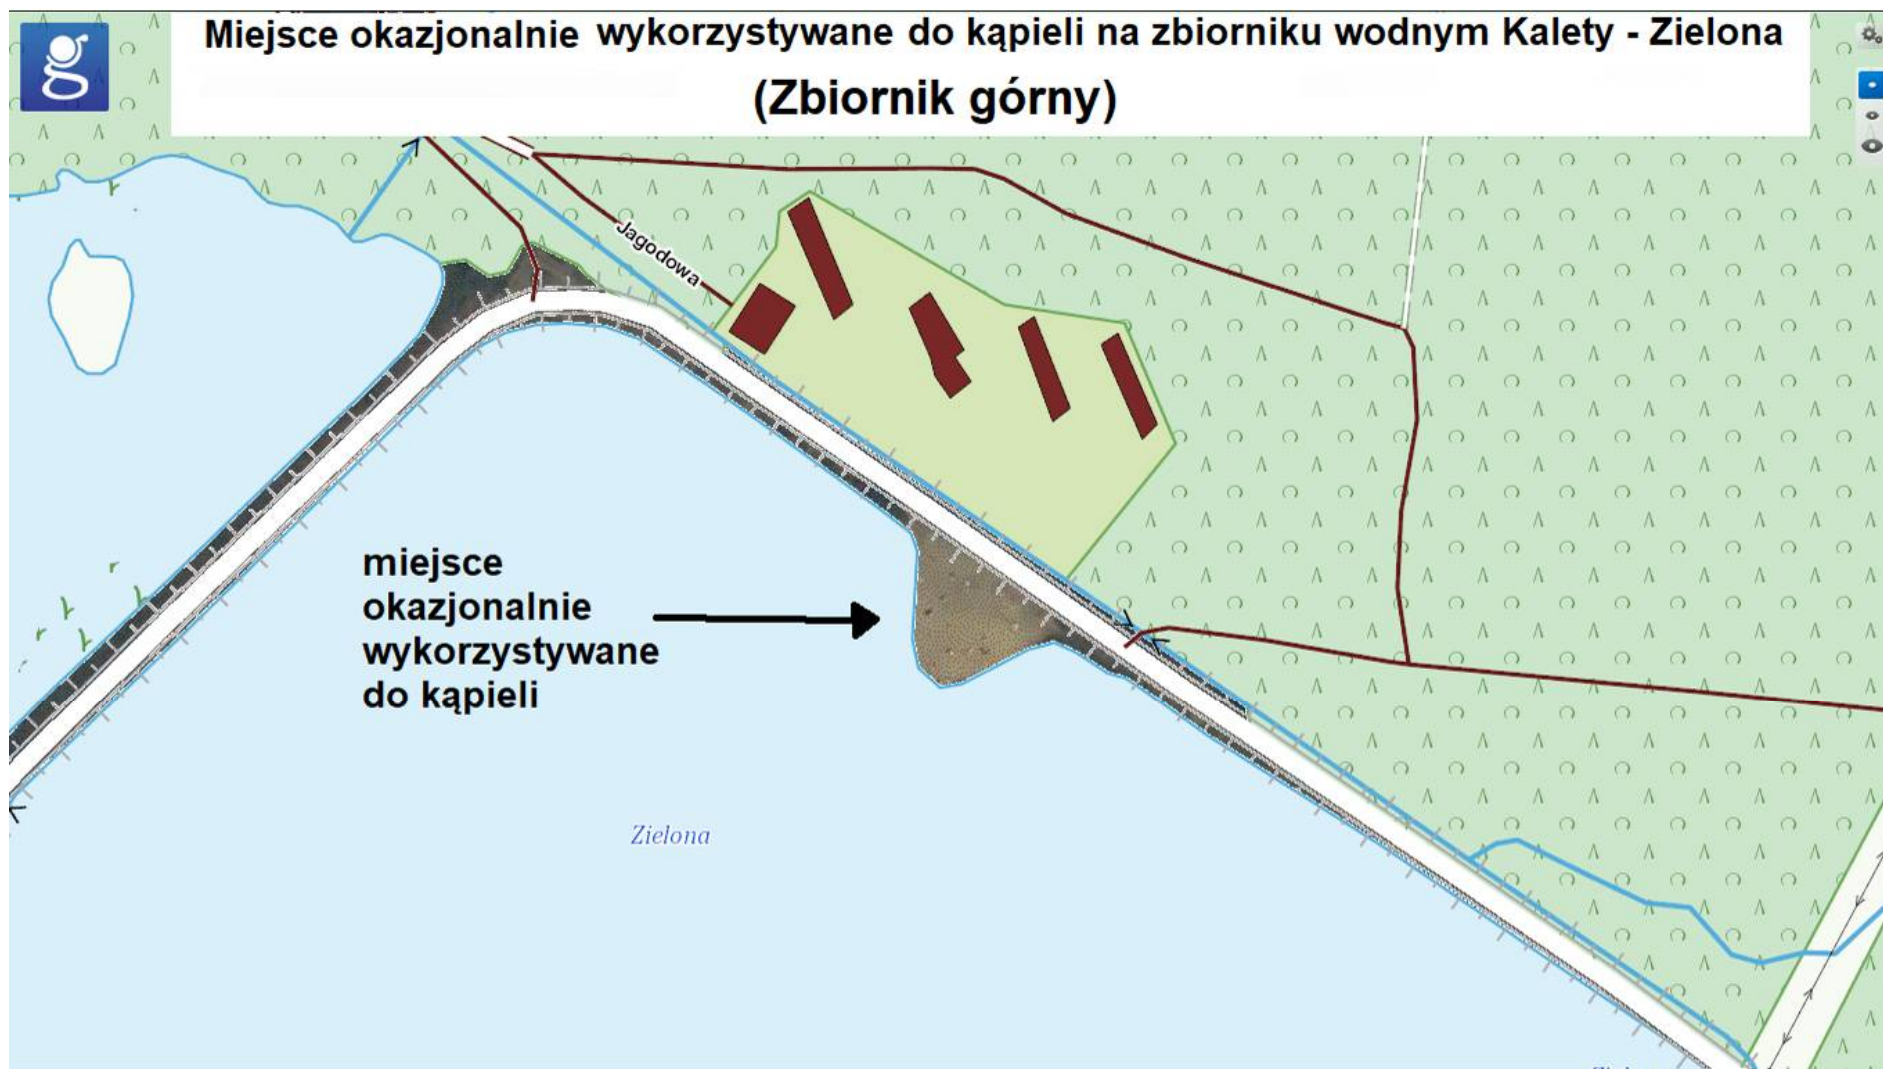 Miejsce okazjonalnie wykorzystywane do kąpieli na zbiorniku wodnym Kalety - Zielona
(Zbiornik górny)
g
Jagodowa
miejsce
okazjonalnie
wykorzystywane
do kąpieli
Zielona